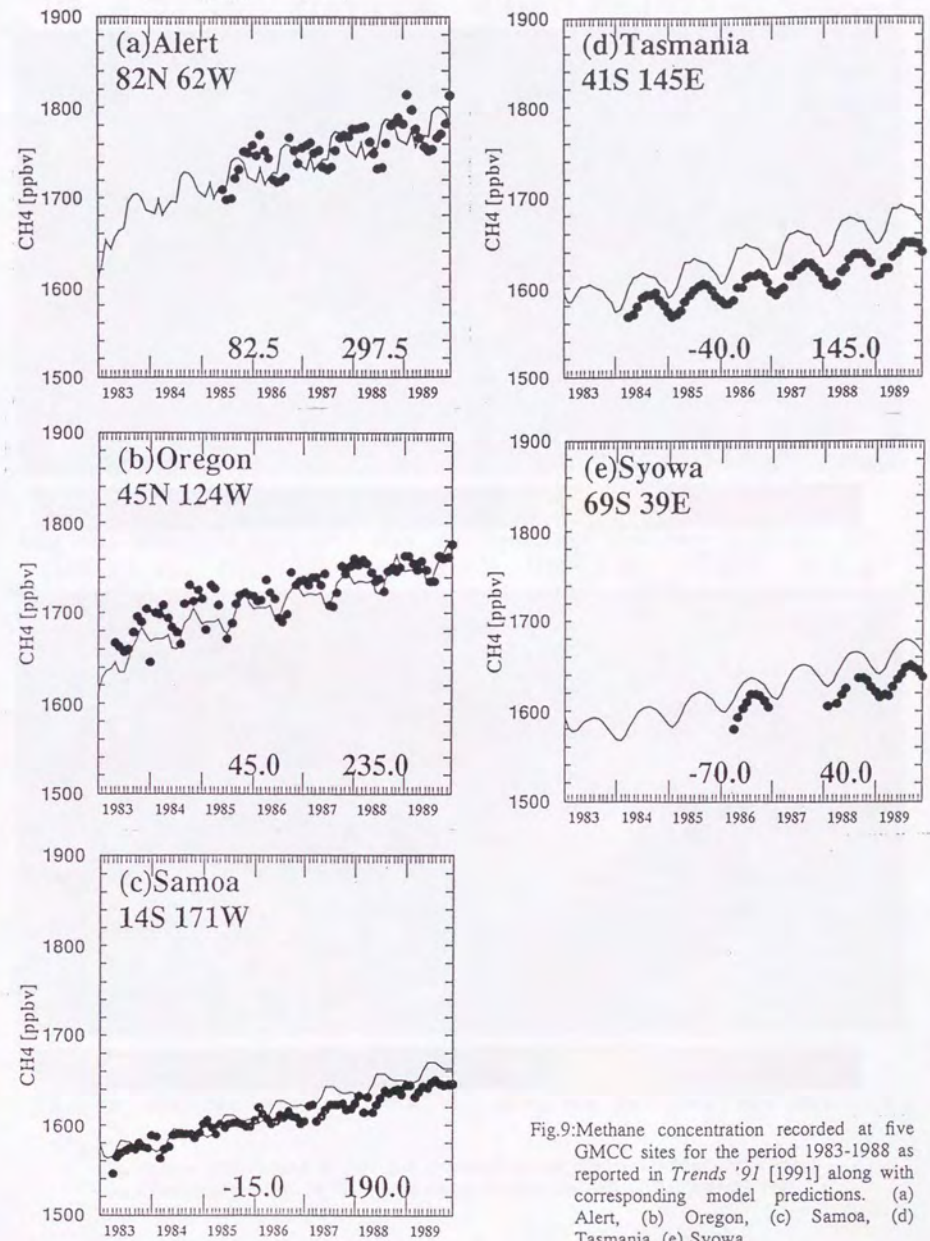 (a)Alert
82N 62W
CH4 [ppbv]
1900
1800
1700
1600
1500
82.5 297.5
1983 1984 1985 1986 1987 1988 1989
(b)Oregon
45N 124W
CH4 [ppbv]
1900
1800
1700
1600
1500
45.0 235.0
1983 1984 1985 1986 1987 1988 1989
(c)Samoa
14S 171W
CH4 [ppbv]
1900
1800
1700
1600
1500
-15.0 190.0
1983 1984 1985 1986 1987 1988 1989
(d)Tasmania
41S 145E
CH4 [ppbv]
1900
1800
1700
1600
1500
-40.0 145.0
1983 1984 1985 1986 1987 1988 1989
(e)Syowa
69S 39E
CH4 [ppbv]
1900
1800
1700
1600
1500
-70.0 40.0
1983 1984 1985 1986 1987 1988 1989
Fig.9:Methane concentration recorded at five
GMCC sites for the period 1983-1988 as
reported in Trends '91 [1991] along with
corresponding model predictions. (a)
Alert, (b) Oregon, (c) Samoa, (d)
Tasmania, (e) Syowa